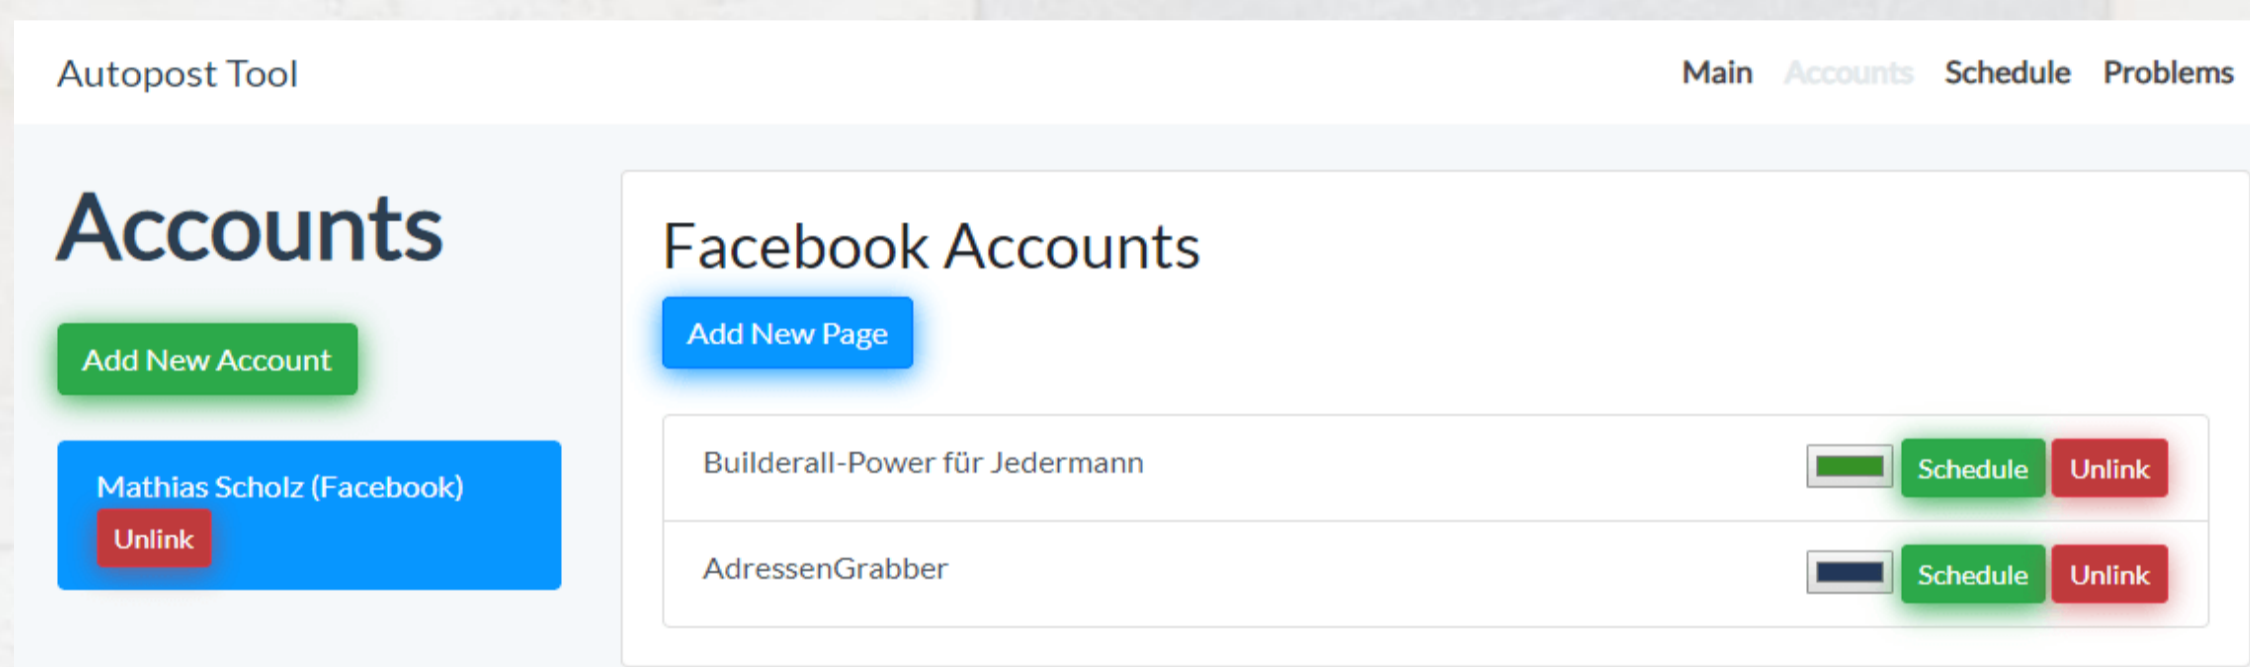 Autopost Tool
Main Accounts Schedule Problems
Accounts
Add New Account
Mathias Scholz (Facebook)
Unlink
Facebook Accounts
Add New Page
Builderall-Power für Jedermann
Schedule Unlink
AdressenGrabber
Schedule Unlink